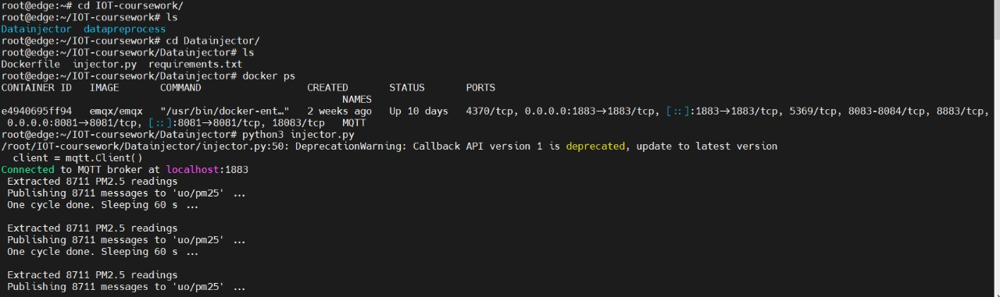 root@edge:~# cd IOT-coursework/
root@edge:~/IOT-coursework# ls
Datainjector  datapreprocess
root@edge:~/IOT-coursework# cd Datainjector/
root@edge:~/IOT-coursework/Datainjector# ls
Dockerfile  injector.py  requirements.txt
root@edge:~/IOT-coursework/Datainjector# docker ps
CONTAINER ID   IMAGE       COMMAND                  CREATED       STATUS       PORTS
NAMES
e4940695ff94   emqx/emqx   "/usr/bin/docker-ent…"   2 weeks ago   Up 10 days   4370/tcp, 0.0.0.0:1883→1883/tcp, [::]:1883→1883/tcp, 5369/tcp, 8083-8084/tcp, 8883/tcp,
0.0.0.0:8081→8081/tcp, [::]:8081→8081/tcp, 18083/tcp   MQTT
root@edge:~/IOT-coursework/Datainjector# python3 injector.py
/root/IOT-coursework/Datainjector/injector.py:50: DeprecationWarning: Callback API version 1 is deprecated, update to latest version
client = mqtt.Client()
Connected to MQTT broker at localhost:1883
Extracted 8711 PM2.5 readings
Publishing 8711 messages to 'uo/pm25' …
One cycle done. Sleeping 60 s …
Extracted 8711 PM2.5 readings
Publishing 8711 messages to 'uo/pm25' …
One cycle done. Sleeping 60 s …
Extracted 8711 PM2.5 readings
Publishing 8711 messages to 'uo/pm25' …